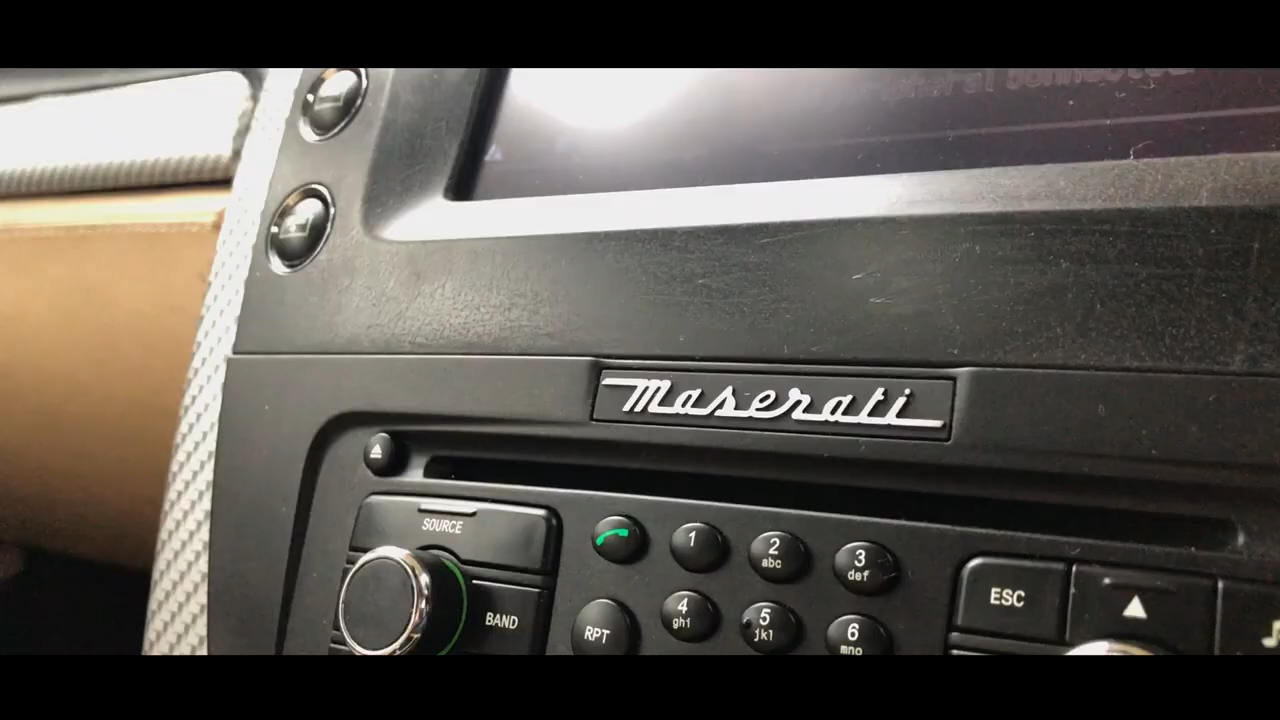 Maserati
SOURCE
1
2
abc
3
def
ESC
BAND
RPT
4
ghi
5
jkl
6
mno